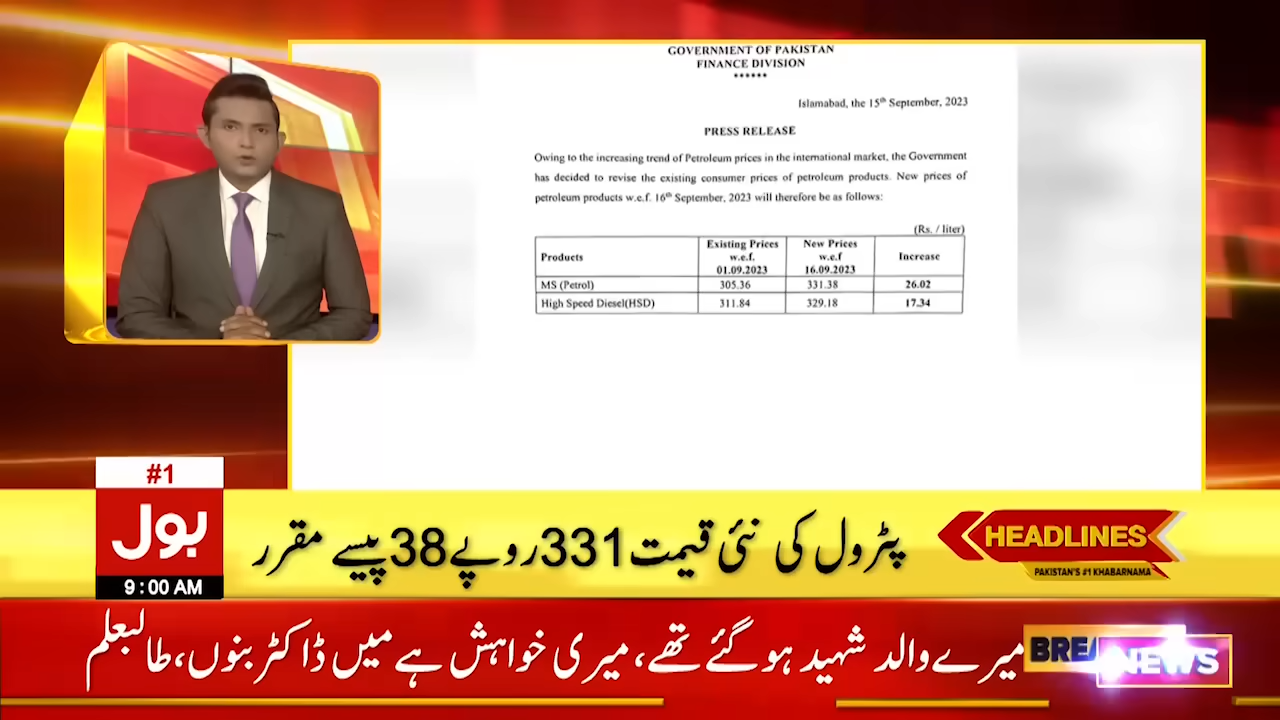 GOVERNMENT OF PAKISTAN
FINANCE DIVISION
******
Islamabad, the 15th September, 2023
PRESS RELEASE
Owing to the increasing trend of Petroleum prices in the international market, the Government
has decided to revise the existing consumer prices of petroleum products. New prices of
petroleum products w.e.f. 16th September, 2023 will therefore be as follows:
(Rs. / liter)
Products Existing Prices w.e.f. 01.09.2023 New Prices w.e.f 16.09.2023 Increase
MS (Petrol) 305.36 331.38 26.02
High Speed Diesel(HSD) 311.84 329.18 17.34
#1
بول
9:00 AM
پٹرول کی نئی قیمت 331 روپے 38 پیسے مقرر
HEADLINES
PAKISTAN'S #1 KHABARNAMA
میرے والد شہید ہوگئے تھے، میری خواہش ہے میں ڈاکٹر بنوں، طالبعلم
NEWS